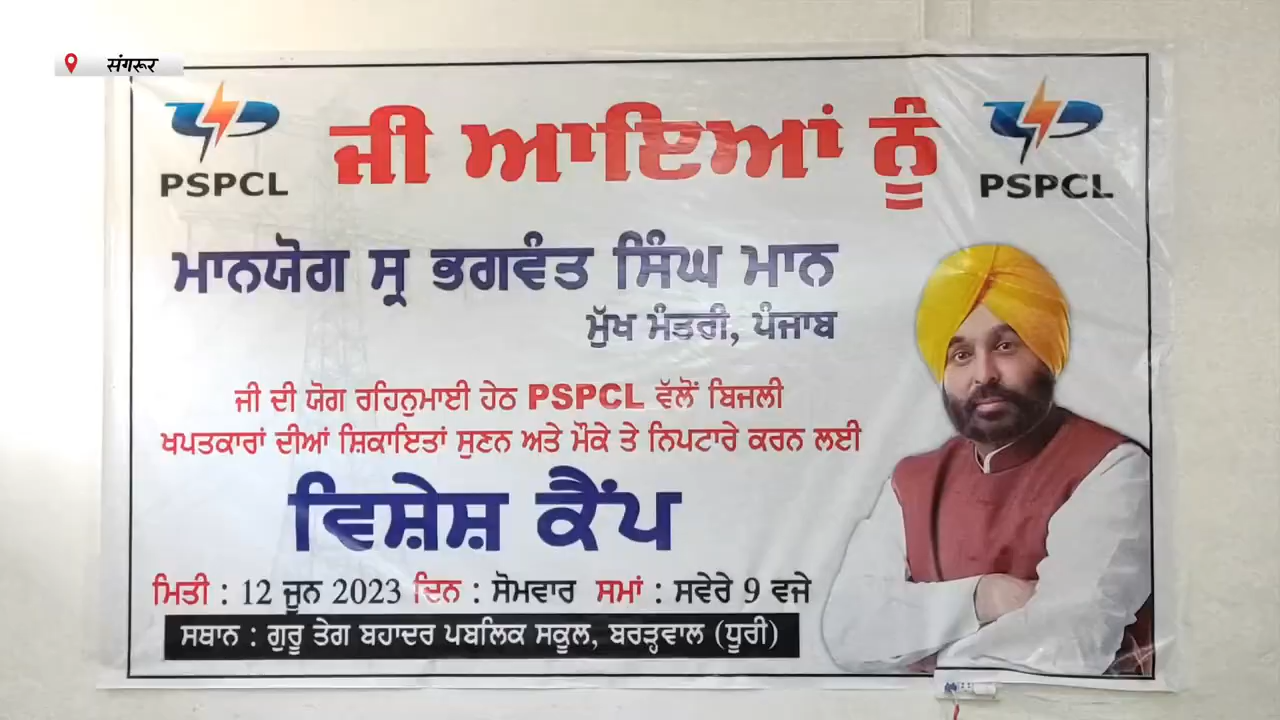 संगरूर
PSPCL ਜੀ ਆਇਆਂ ਨੂੰ PSPCL
ਮਾਨਯੋਗ ਸ੍ਰ ਭਗਵੰਤ ਸਿੰਘ ਮਾਨ
ਮੁੱਖ ਮੰਤਰੀ, ਪੰਜਾਬ
ਜੀ ਦੀ ਯੋਗ ਰਹਿਨੁਮਾਈ ਹੇਠ PSPCL ਵੱਲੋਂ ਬਿਜਲੀ
ਖਪਤਕਾਰਾਂ ਦੀਆਂ ਸ਼ਿਕਾਇਤਾਂ ਸੁਣਨ ਅਤੇ ਮੌਕੇ ਤੇ ਨਿਪਟਾਰੇ ਕਰਨ ਲਈ
ਵਿਸ਼ੇਸ਼ ਕੈਂਪ
ਮਿਤੀ : 12 ਜੂਨ 2023 ਦਿਨ : ਸੋਮਵਾਰ ਸਮਾਂ : ਸਵੇਰੇ 9 ਵਜੇ
ਸਥਾਨ : ਗੁਰੂ ਤੇਗ ਬਹਾਦਰ ਪਬਲਿਕ ਸਕੂਲ, ਬਰੜ੍ਹਵਾਲ (ਧੂਰੀ)